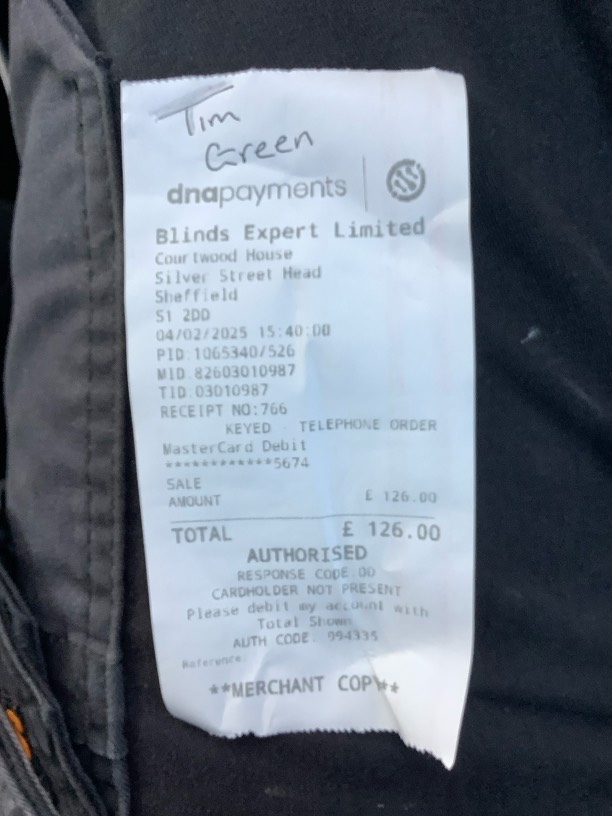 Tim
Green
dnapayments
Blinds Expert Limited
Courtwood House
Silver Street Head
Sheffield
S1 2DD
04/02/2025 15:40:00
PID:1065340/526
MID:82603010987
TID:03010987
RECEIPT NO:766
KEYED - TELEPHONE ORDER
MasterCard Debit
************5674
SALE
AMOUNT £ 126.00
TOTAL £ 126.00
AUTHORISED
RESPONSE CODE:00
CARDHOLDER NOT PRESENT
Please debit my account with
Total Shown
AUTH CODE: 994335
Reference:
**MERCHANT COPY**